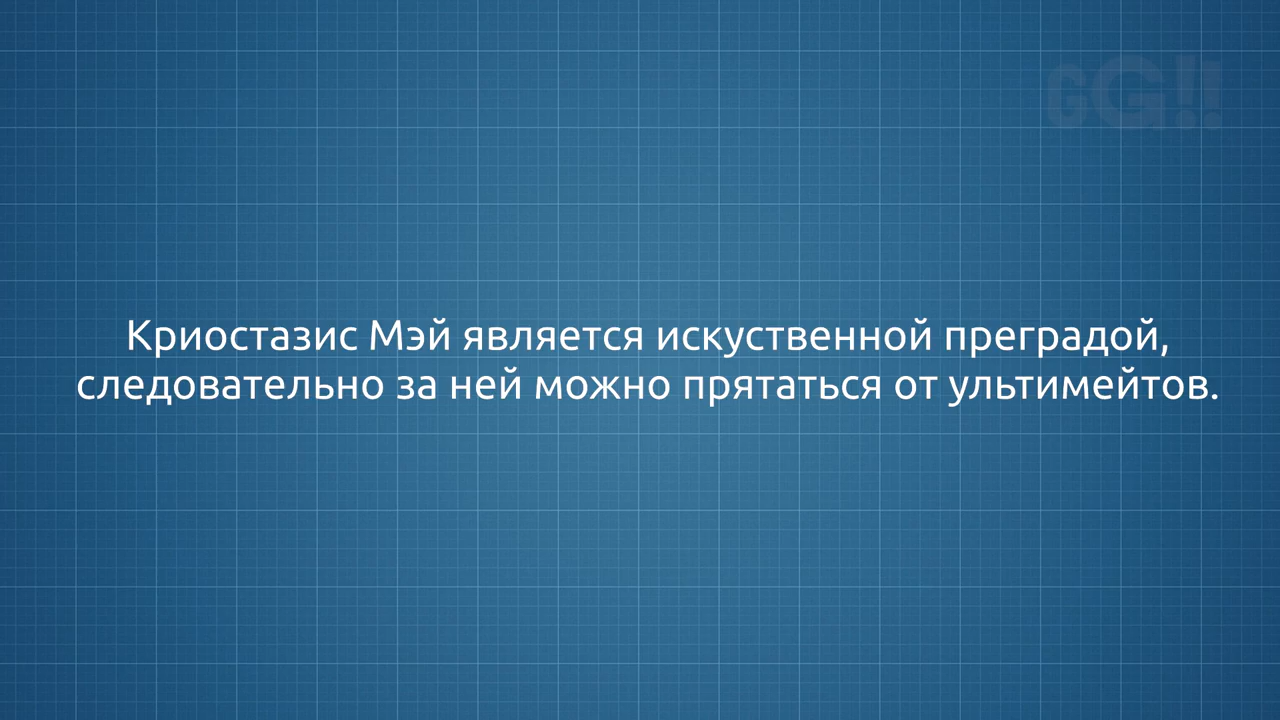 GG!!
Криостазис Мэй является искуственной преградой,
следовательно за ней можно прятаться от ультимейтов.